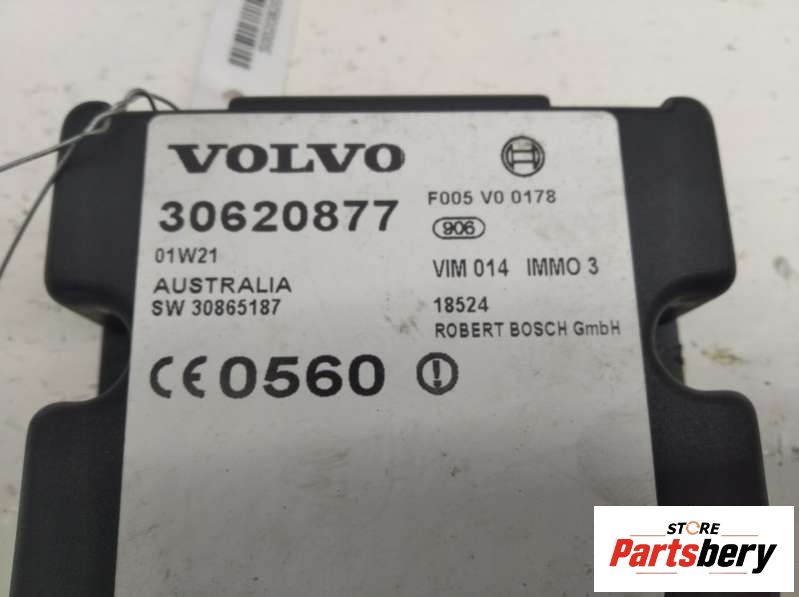 VOLVO
30620877
01W21
AUSTRALIA
SW 30865187
CE0560
F005 V0 0178
906
VIM 014 IMMO 3
18524
ROBERT BOSCH GmbH
STORE
Partsbery